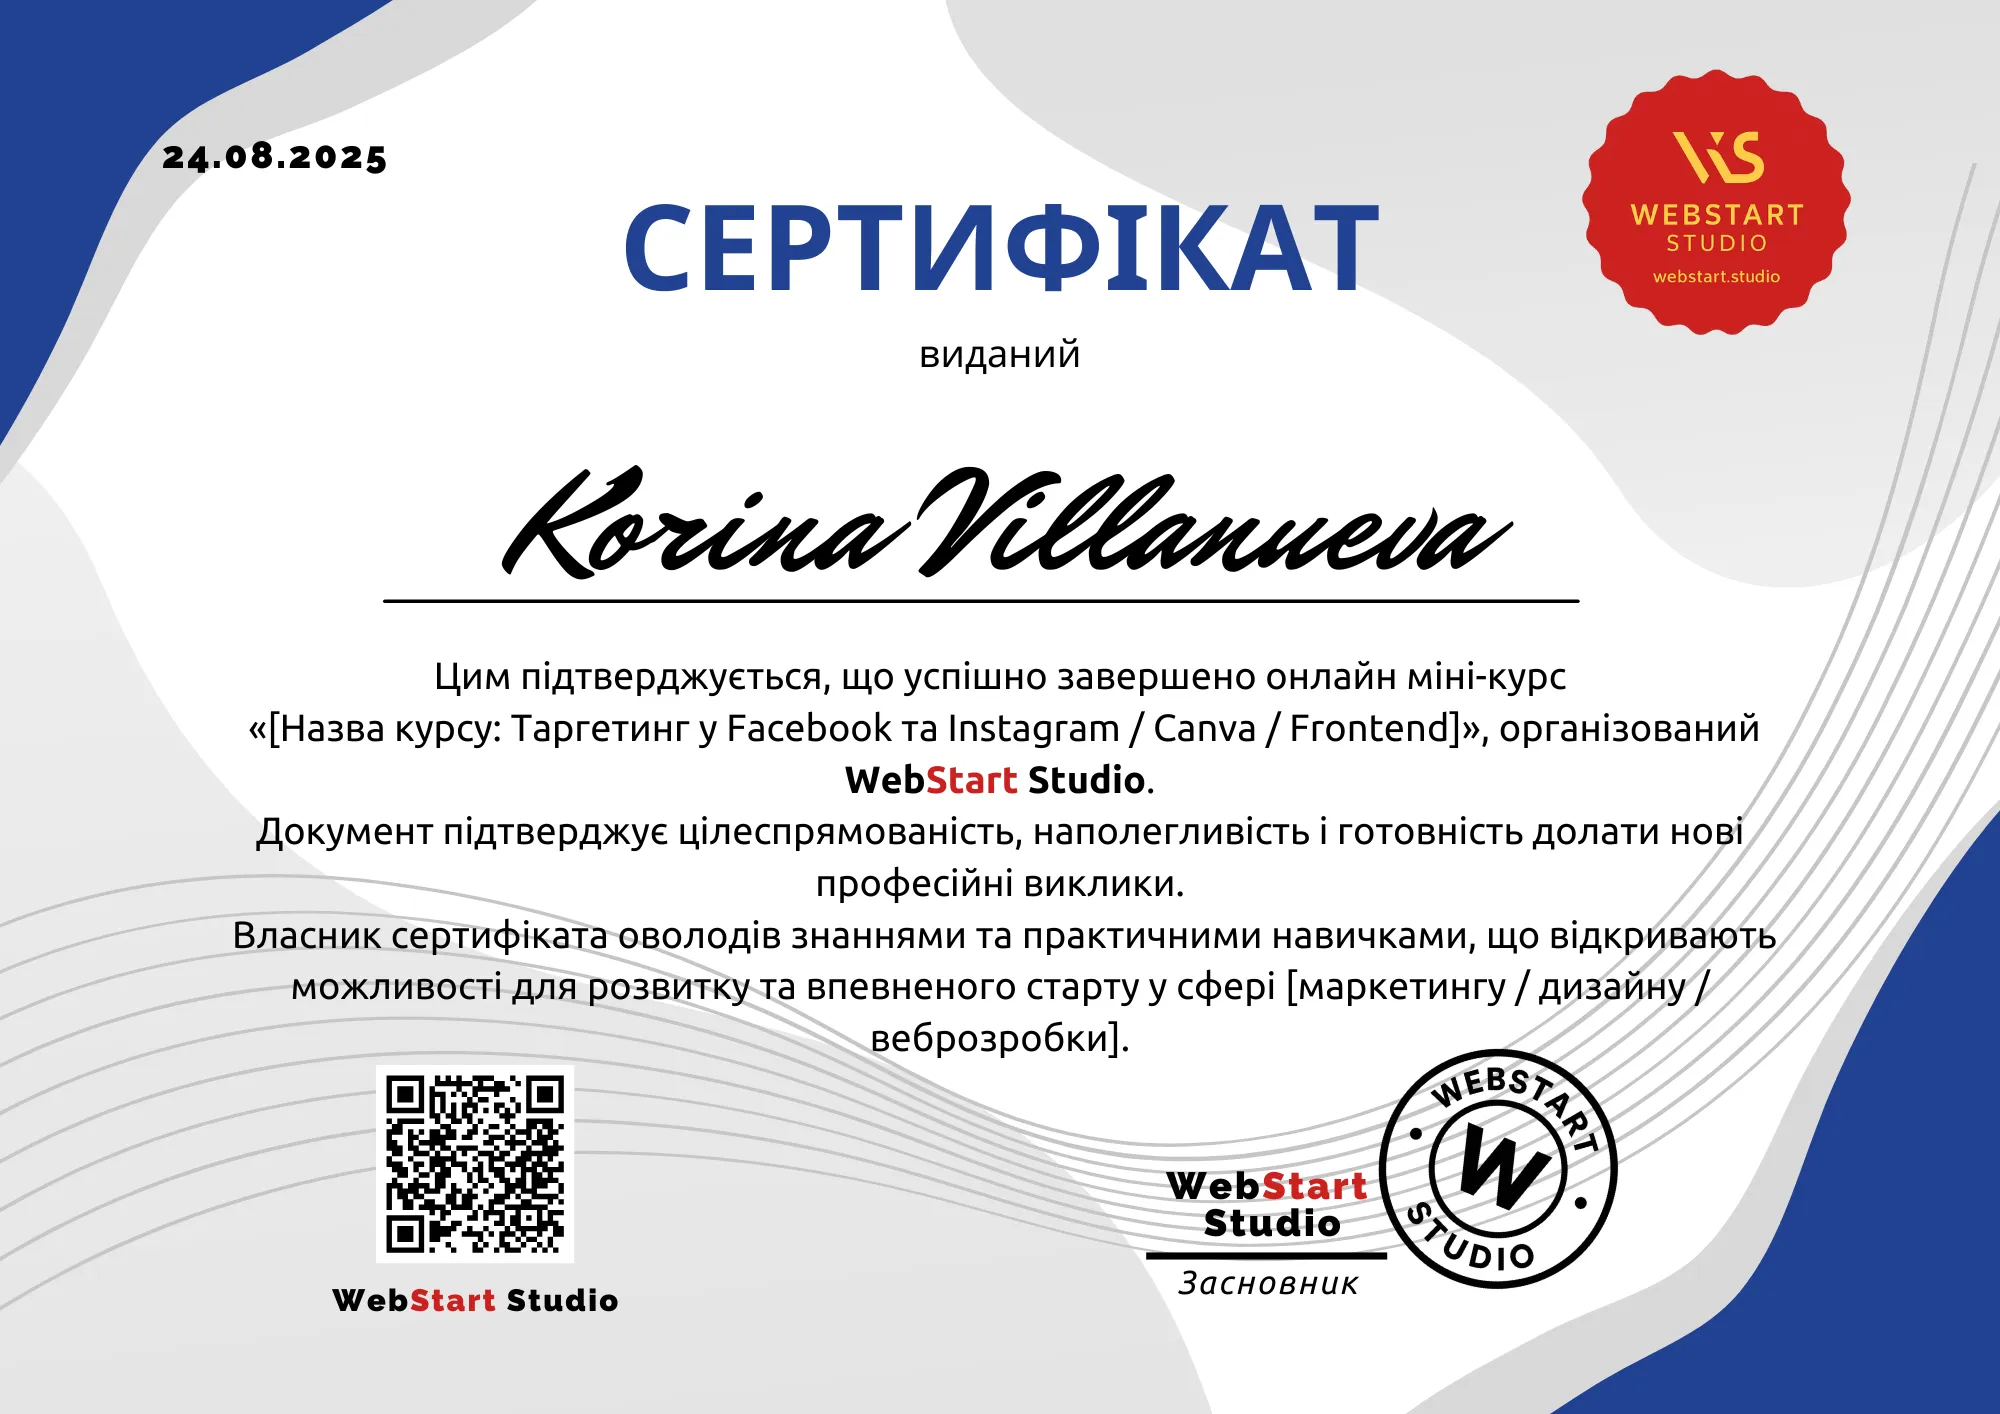 24.08.2025
WS
WEBSTART
STUDIO
webstart.studio
СЕРТИФІКАТ
виданий
Korina Villanueva
Цим підтверджується, що успішно завершено онлайн міні-курс
«[Назва курсу: Таргетинг у Facebook та Instagram / Canva / Frontend]», організований
WebStart Studio.
Документ підтверджує цілеспрямованість, наполегливість і готовність долати нові
професійні виклики.
Власник сертифіката оволодів знаннями та практичними навичками, що відкривають
можливості для розвитку та впевненого старту у сфері [маркетингу / дизайну /
веброзробки].
WebStart Studio
WebStart
Studio
Засновник
WEBSTART
W
STUDIO